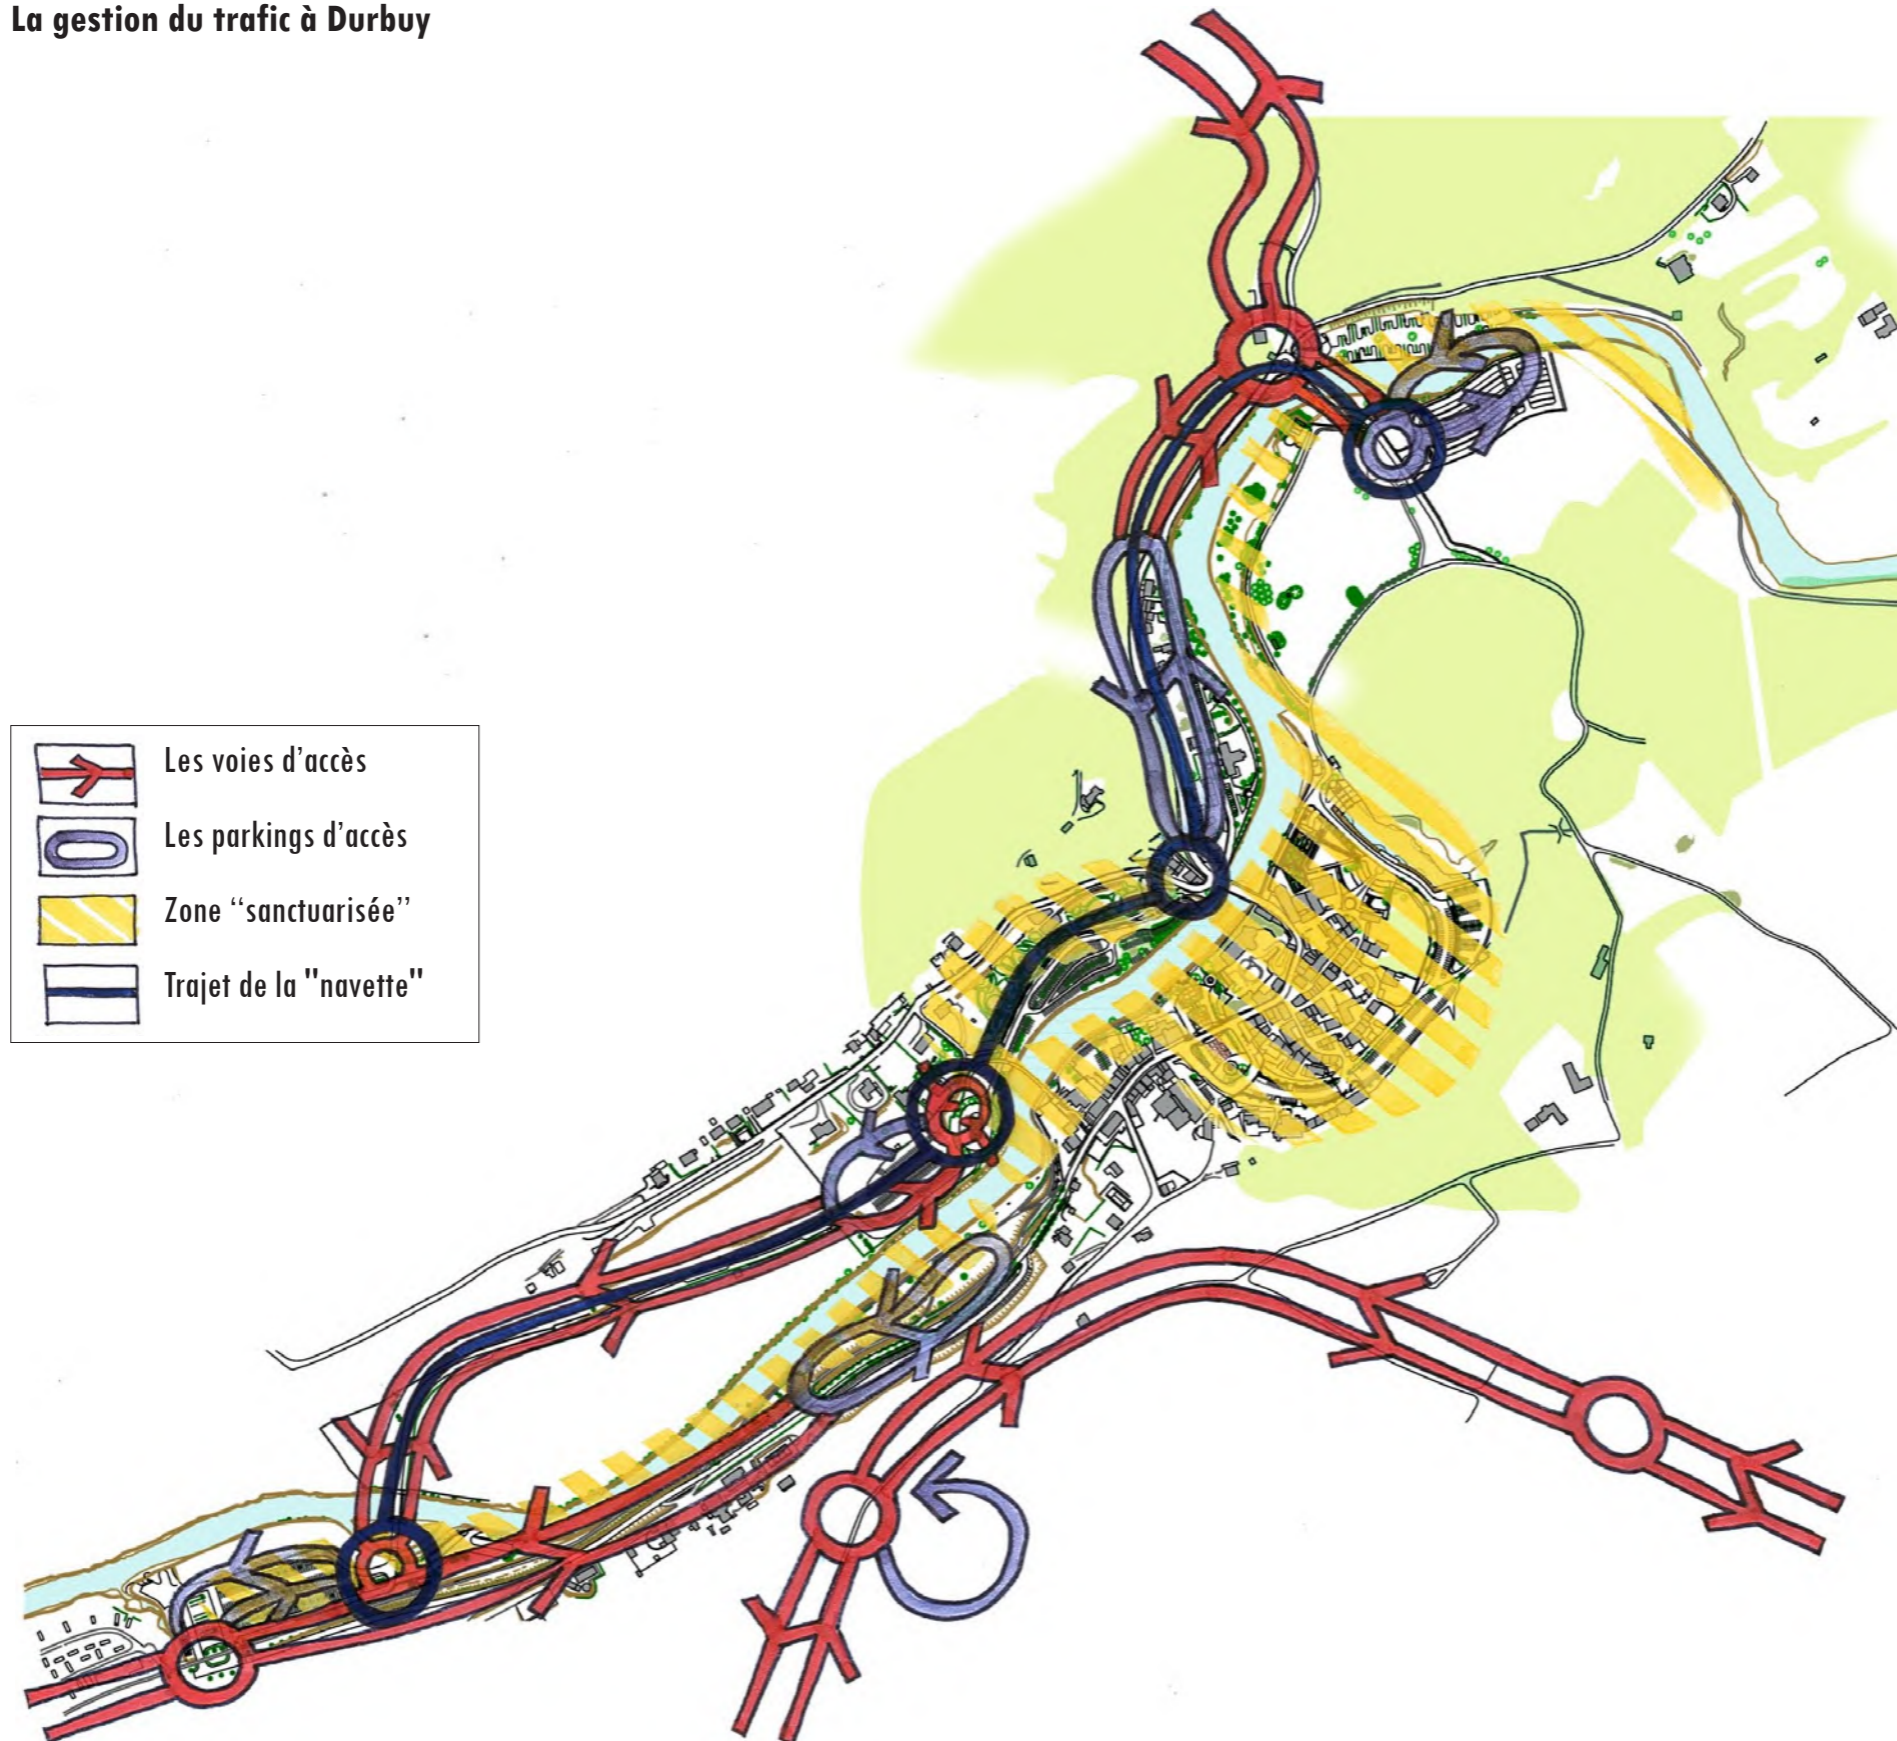 La gestion du trafic à Durbuy
Les voies d'accès
Les parkings d'accès
Zone “sanctuarisée”
Trajet de la "navette"